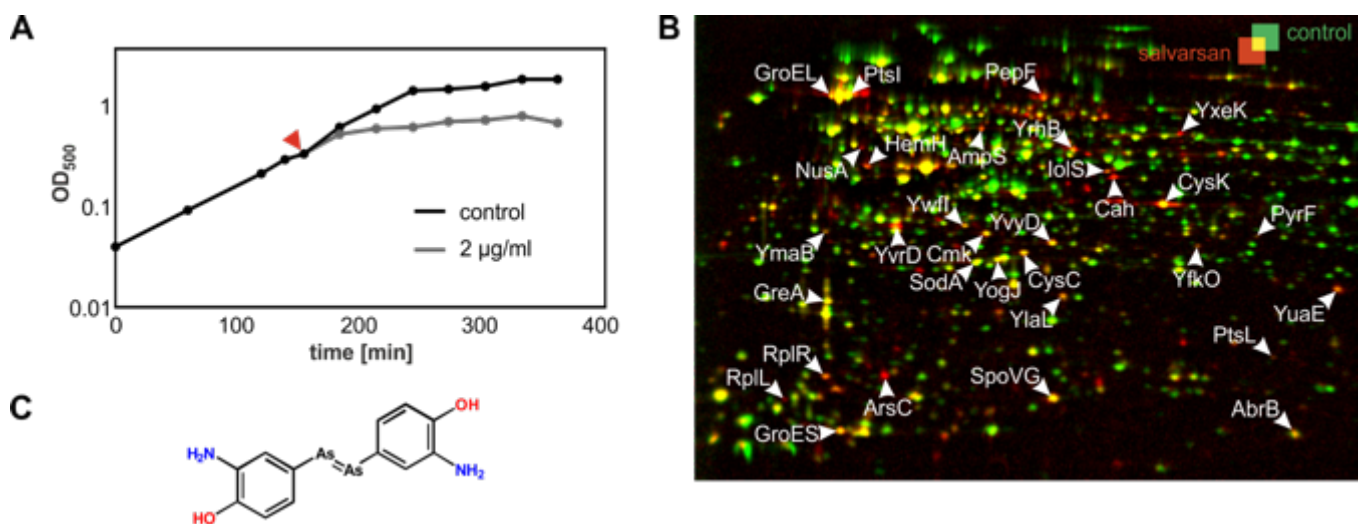 A
OD500
1
0.1
0.01
0
100
200
300
400
time [min]
control
2 µg/ml
B
control
salvarsan
GroEL
PtsI
PepF
YxeK
YrhB
HemH
AmpS
NusA
IolS
CysK
Cah
YwfI
YvyD
PyrF
YmaB
YvrD
Cmk
SodA
YogJ
CysC
YfkO
GreA
YlaL
YuaE
PtsL
RplR
RplL
ArsC
SpoVG
AbrB
GroES
C
OH
H2N
As
As
NH2
HO